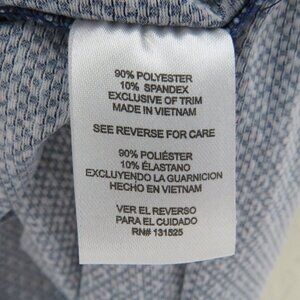 90% POLYESTER
10% SPANDEX
EXCLUSIVE OF TRIM
MADE IN VIETNAM
SEE REVERSE FOR CARE
90% POLIÉSTER
10% ELASTANO
EXCLUYENDO LA GUARNICION
HECHO EN VIETNAM
VER EL REVERSO
PARA EL CUIDADO
RN# 131525